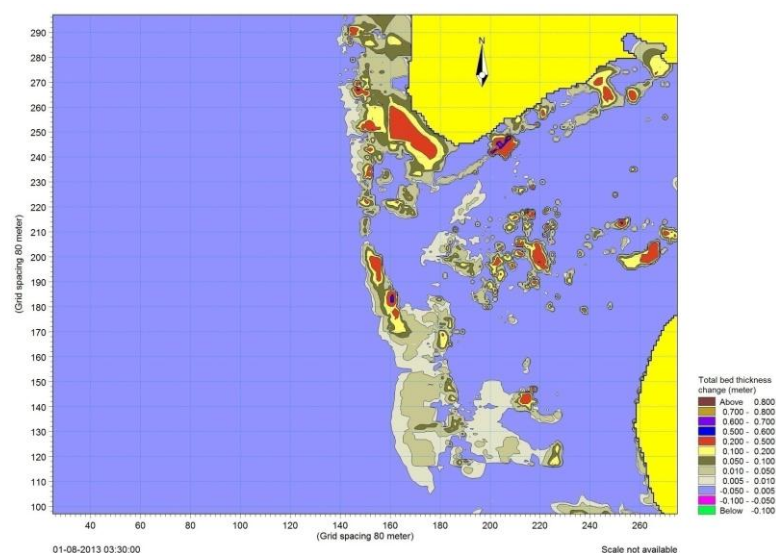 290
280
270
260
250
240
230
220
210
200
190
180
170
160
150
140
130
120
110
100
(Grid spacing 80 meter)
N
40 60 80 100 120 140 160 180 200 220 240 260
(Grid spacing 80 meter)
01-08-2013 03:30:00
Scale not available
Total bed thickness
change (meter)
Above 0.800
0.700 - 0.800
0.600 - 0.700
0.500 - 0.600
0.200 - 0.500
0.100 - 0.200
0.050 - 0.100
0.010 - 0.050
0.005 - 0.010
-0.050 - 0.005
-0.100 - -0.050
Below -0.100